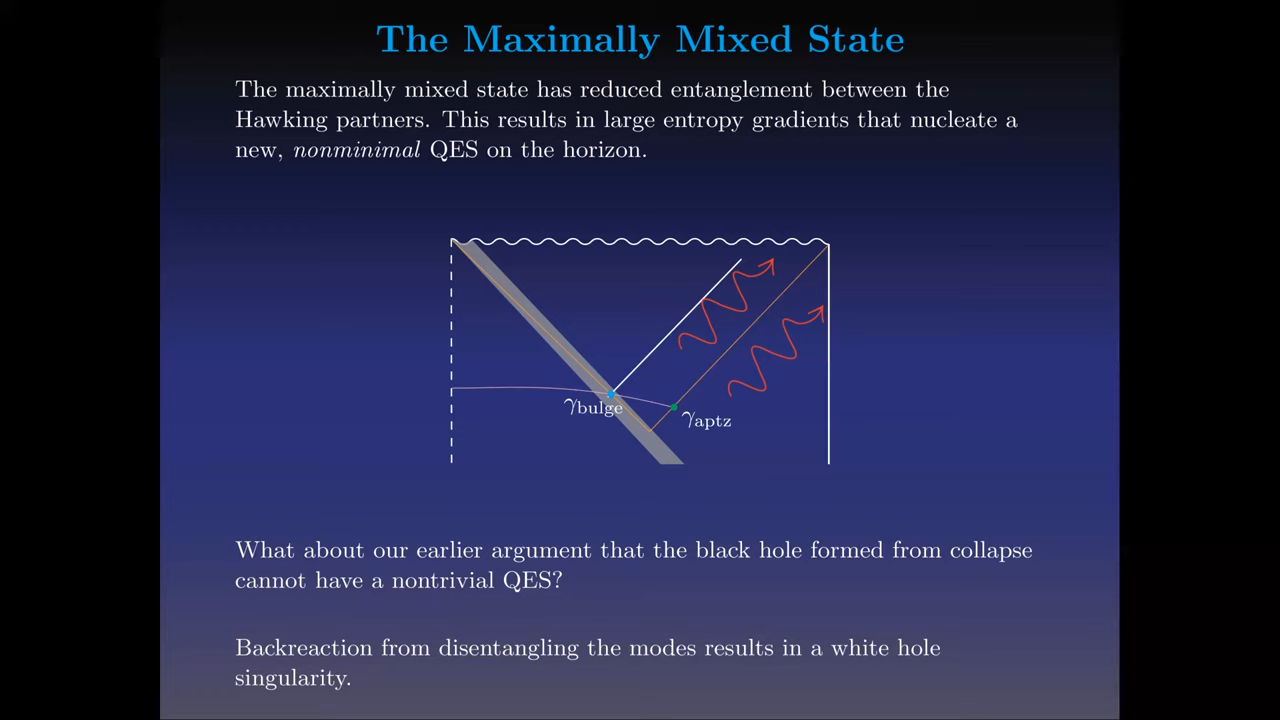 The Maximally Mixed State
The maximally mixed state has reduced entanglement between the
Hawking partners. This results in large entropy gradients that nucleate a
new, nonminimal QES on the horizon.
γbulge
γaptz
What about our earlier argument that the black hole formed from collapse
cannot have a nontrivial QES?
Backreaction from disentangling the modes results in a white hole
singularity.